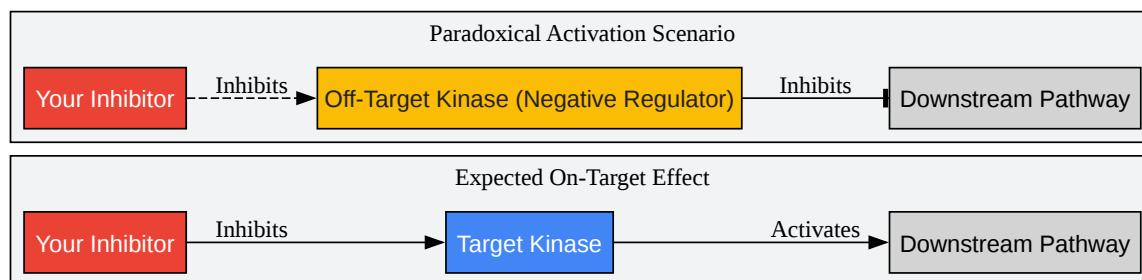 Paradoxical Activation Scenario
Your Inhibitor
Inhibits
Off-Target Kinase (Negative Regulator)
Inhibits
Downstream Pathway
Expected On-Target Effect
Your Inhibitor
Inhibits
Target Kinase
Activates
Downstream Pathway